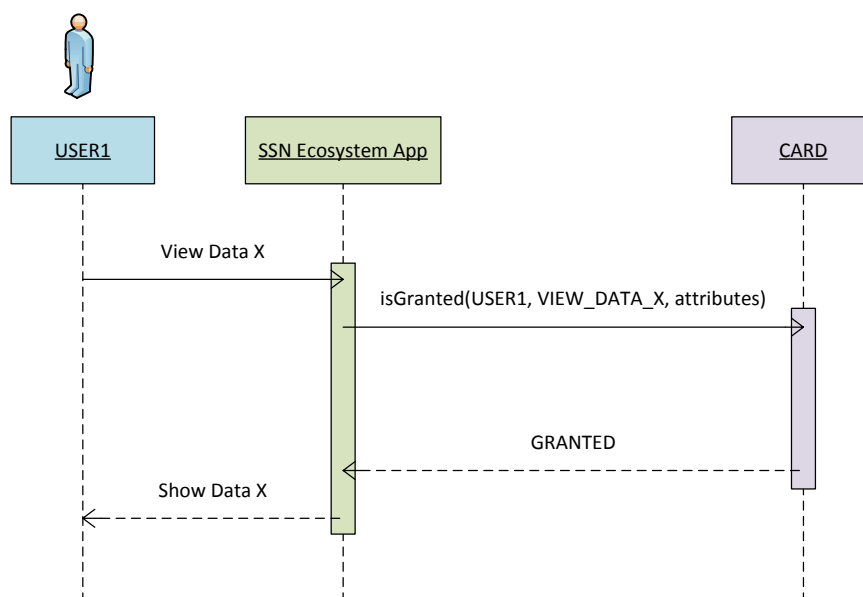 USER1
SSN Ecosystem App
CARD
View Data X
isGranted(USER1, VIEW_DATA_X, attributes)
GRANTED
Show Data X